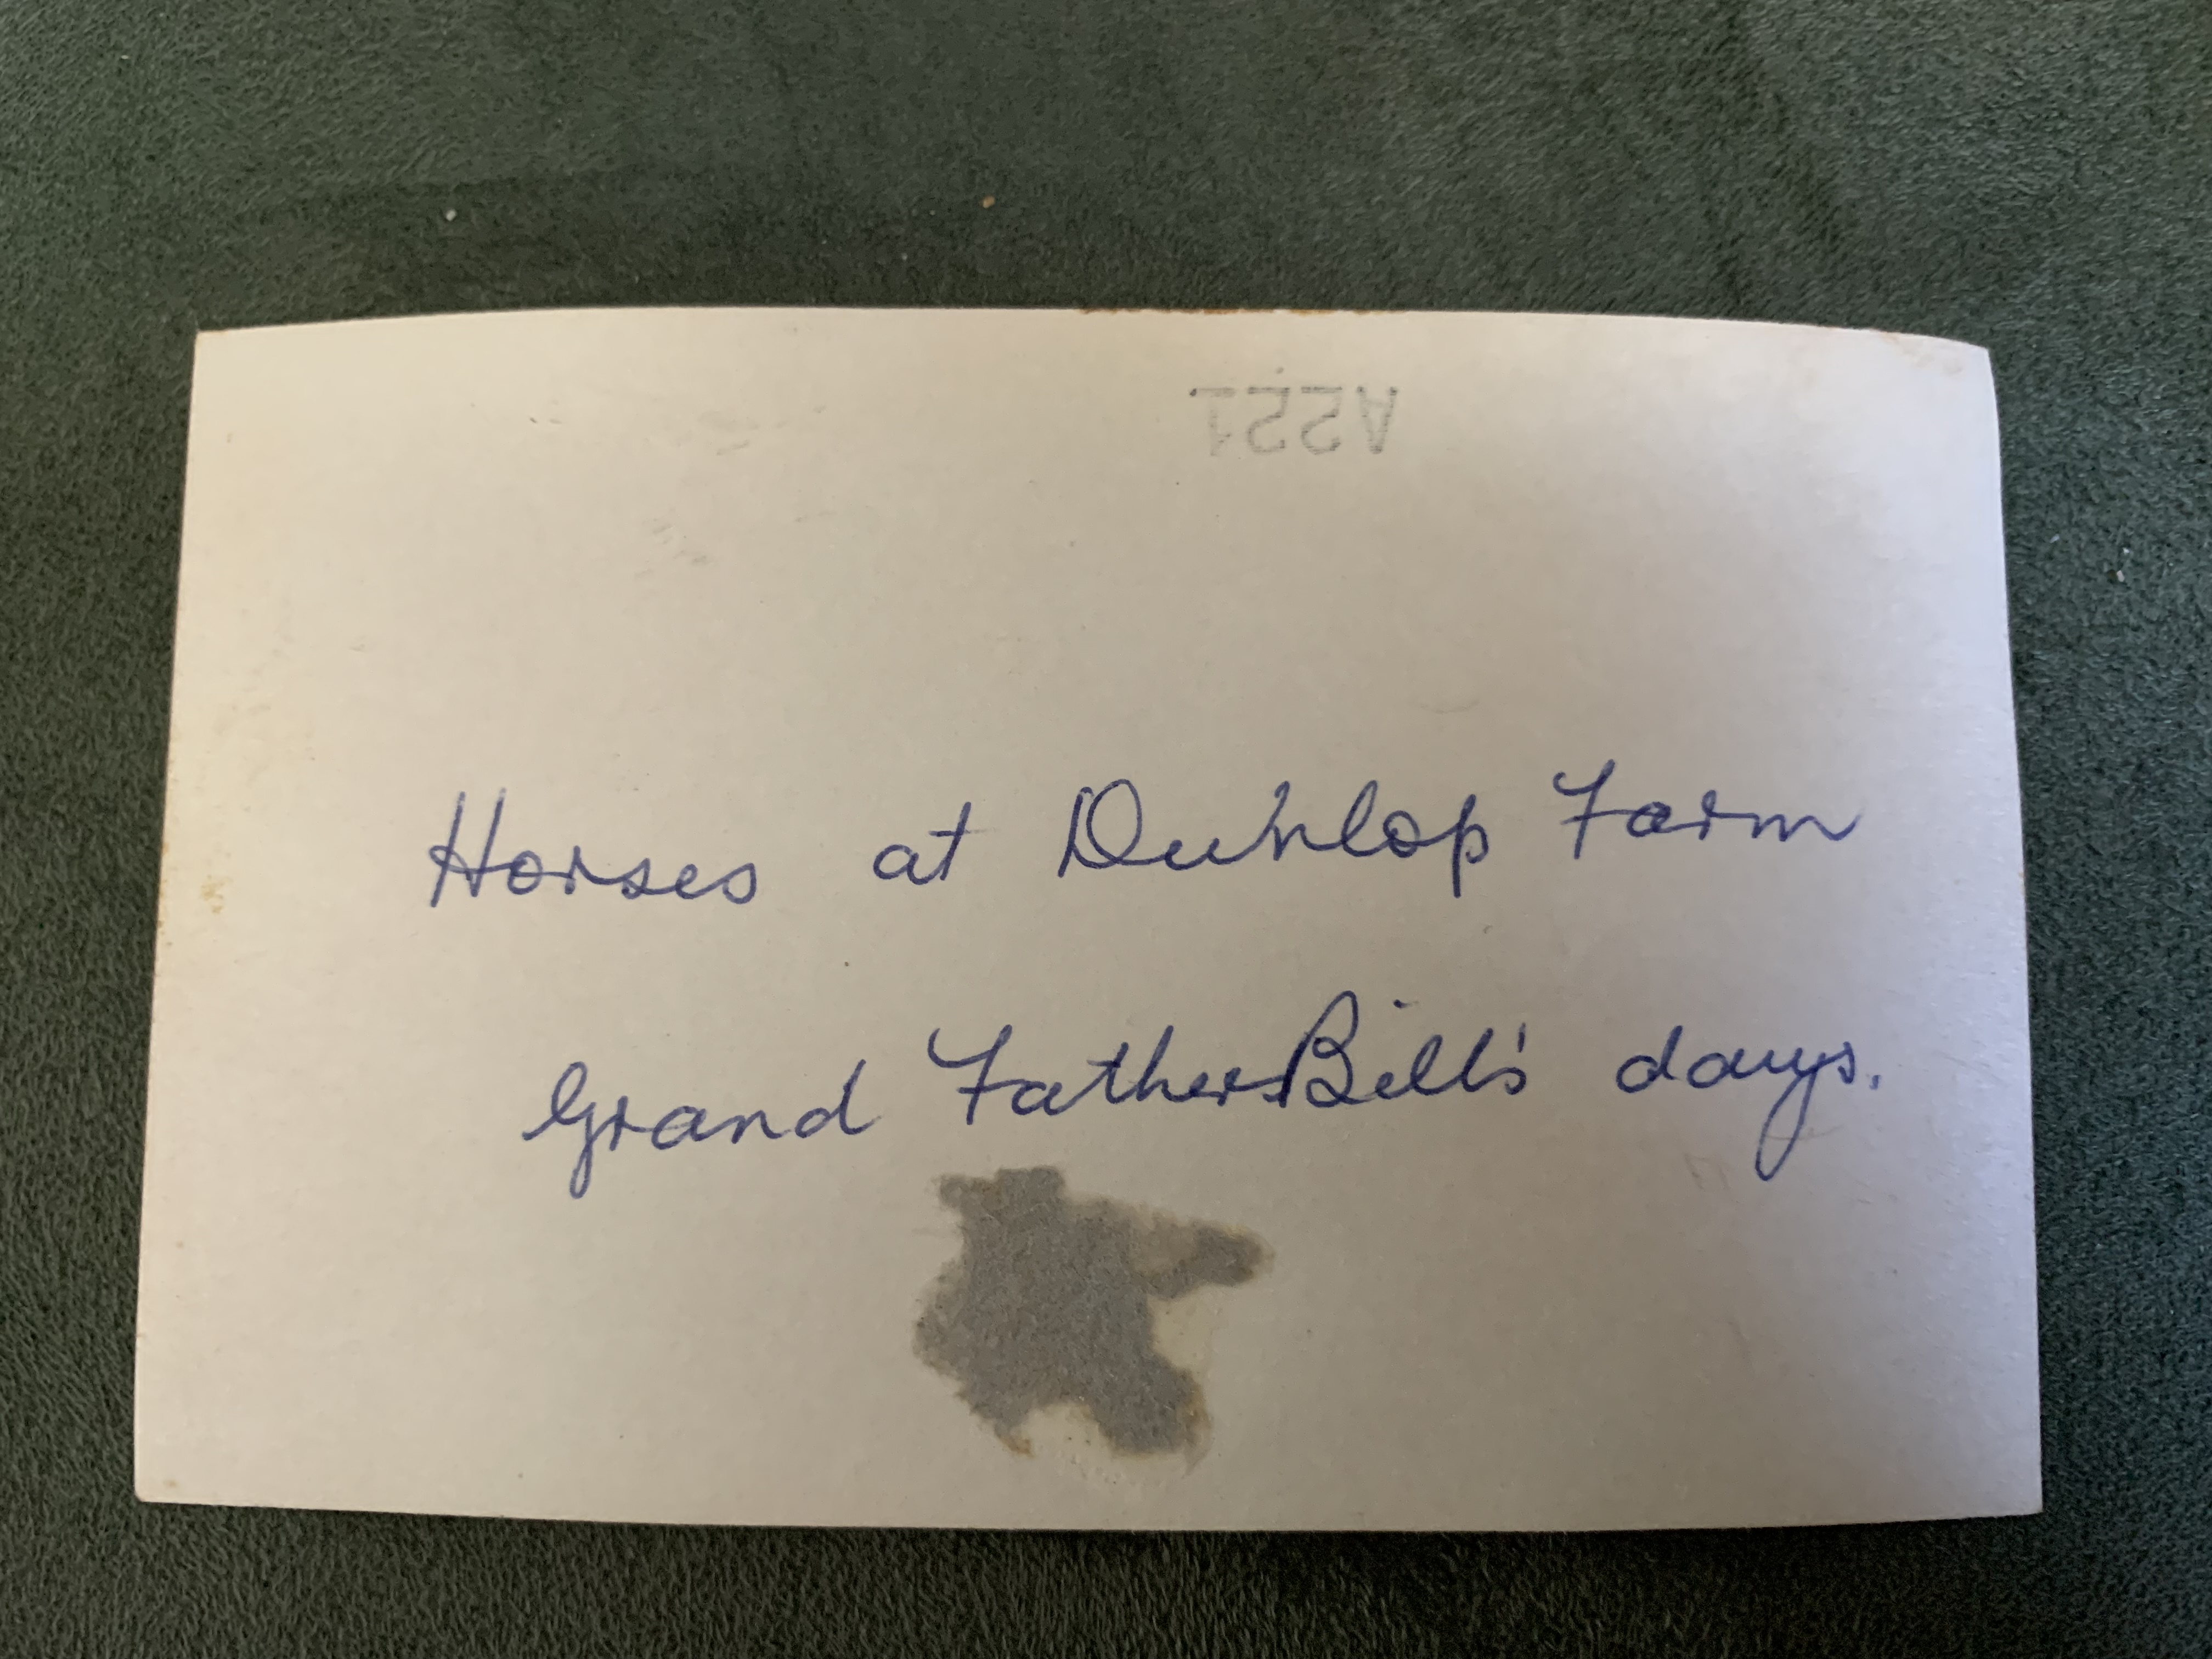 A221
Horses at Dunlop Farm
Grand Father Bill's days.